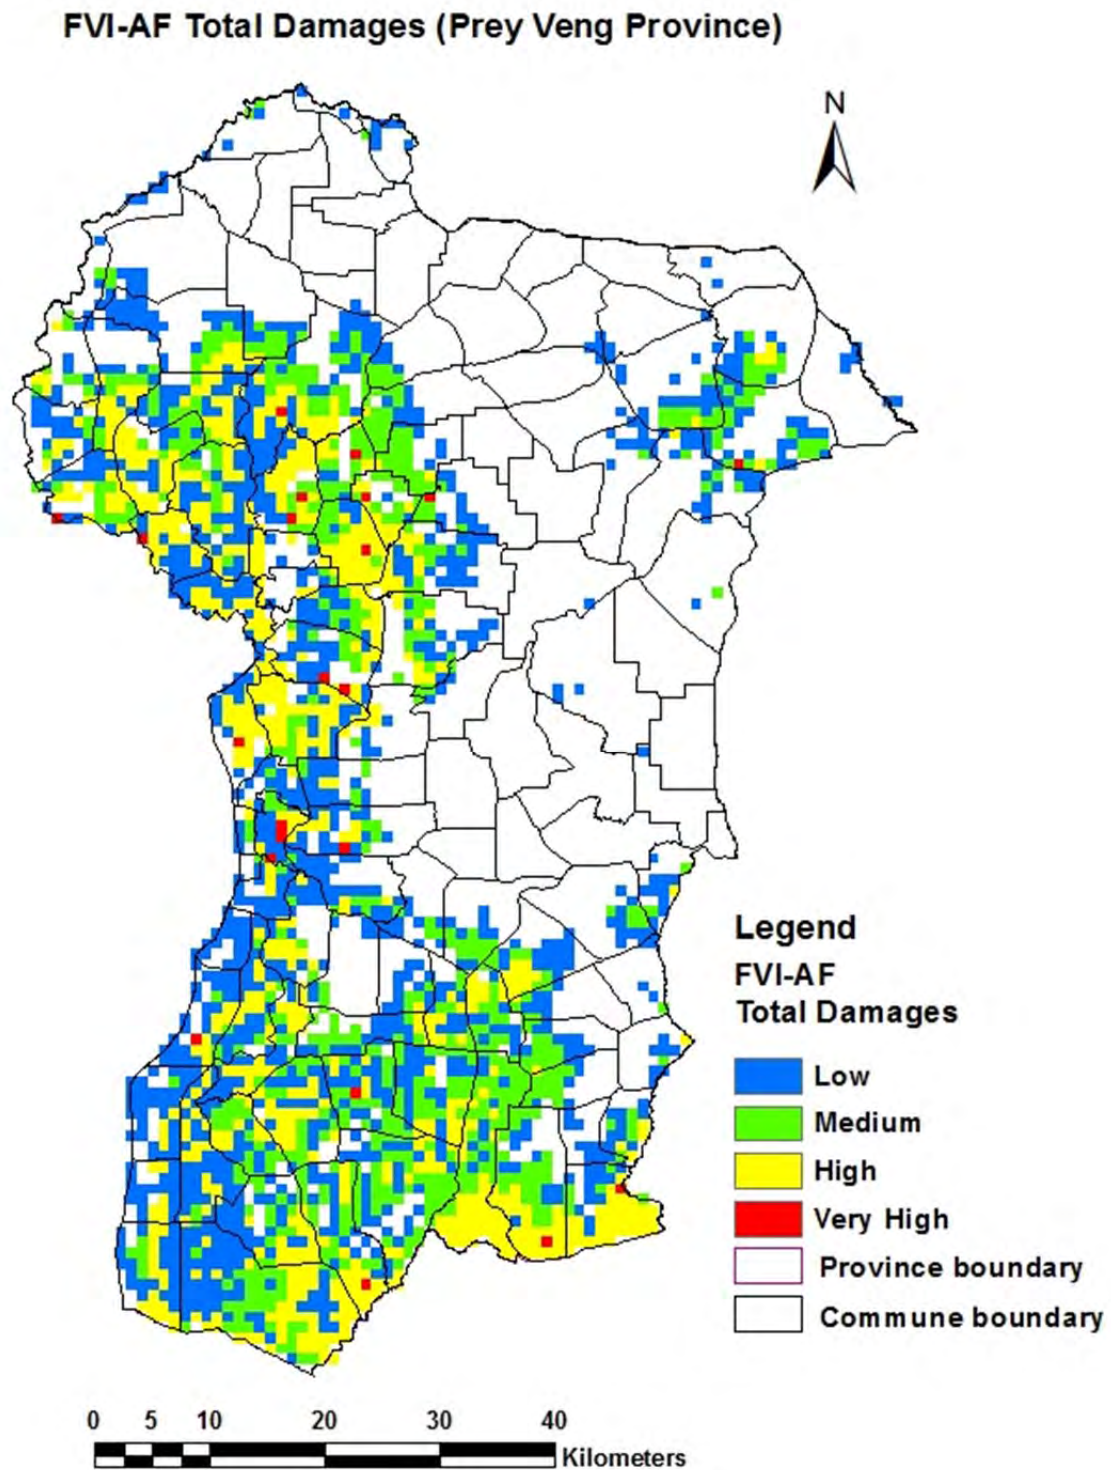 FVI-AF Total Damages (Prey Veng Province)
N
Legend
FVI-AF
Total Damages
Low
Medium
High
Very High
Province boundary
Commune boundary
0 5 10 20 30 40
Kilometers